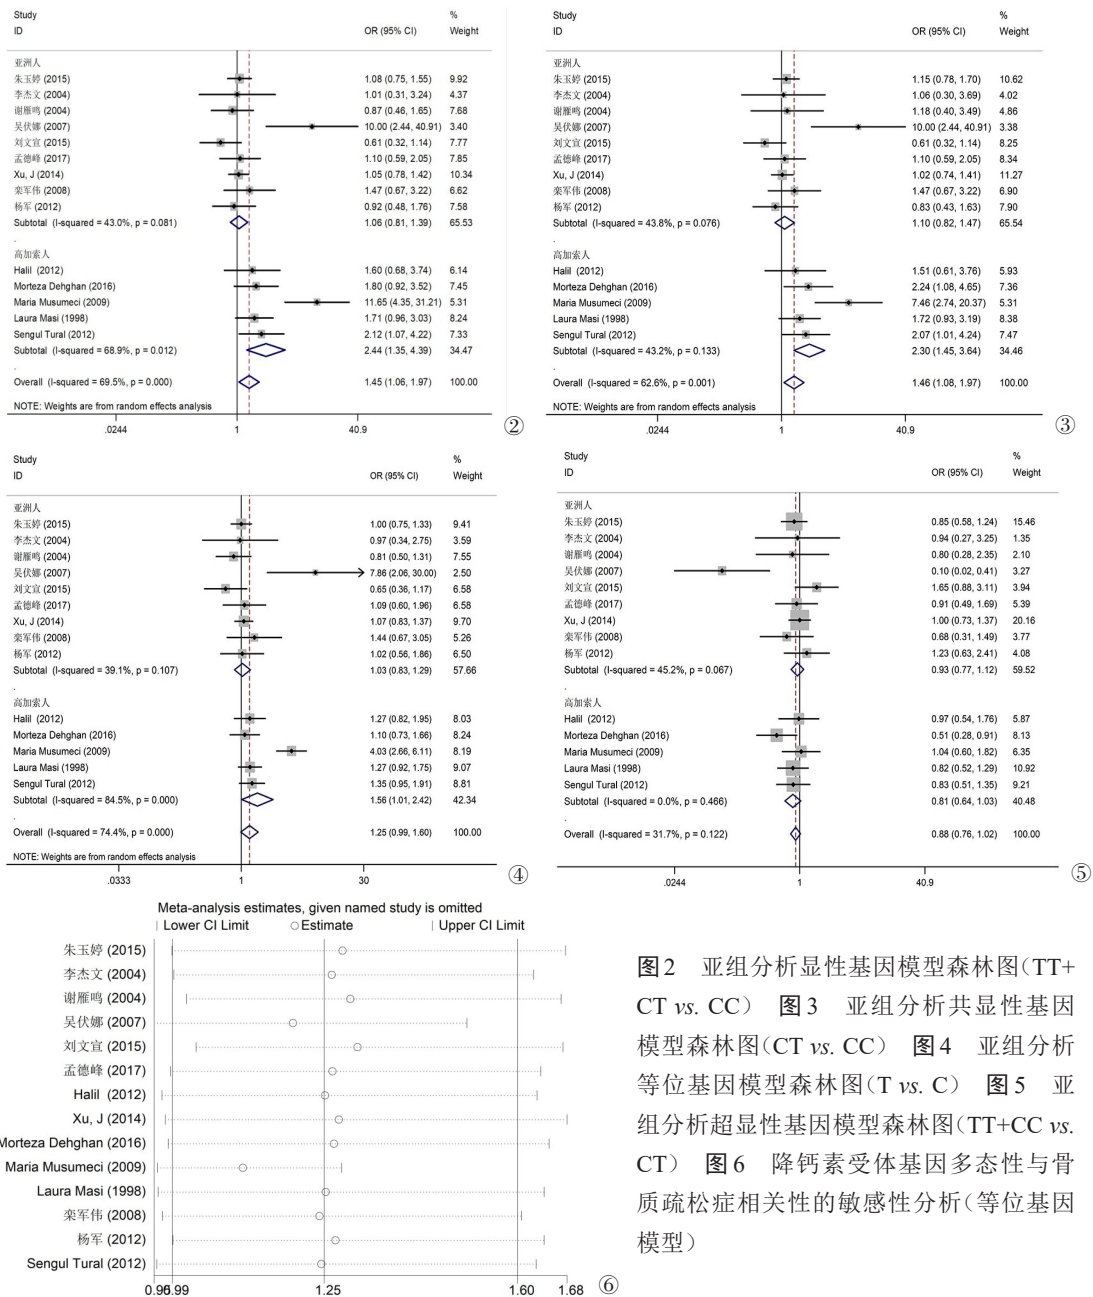 Study %
ID OR (95% CI) Weight
亚洲人
朱玉婷 (2015) 1.08 (0.75, 1.55) 9.92
李杰文 (2004) 1.01 (0.31, 3.24) 4.37
谢雁鸣 (2004) 0.87 (0.46, 1.65) 7.68
吴伏娜 (2007) 10.00 (2.44, 40.91) 3.40
刘文宣 (2015) 0.61 (0.32, 1.14) 7.77
孟德峰 (2017) 1.10 (0.59, 2.05) 7.85
Xu, J (2014) 1.05 (0.78, 1.42) 10.34
栾军伟 (2008) 1.47 (0.67, 3.22) 6.62
杨军 (2012) 0.92 (0.48, 1.76) 7.58
Subtotal (I-squared = 43.0%, p = 0.081) 1.06 (0.81, 1.39) 65.53
.
高加索人
Halil (2012) 1.60 (0.68, 3.74) 6.14
Morteza Dehghan (2016) 1.80 (0.92, 3.52) 7.45
Maria Musumeci (2009) 11.65 (4.35, 31.21) 5.31
Laura Masi (1998) 1.71 (0.96, 3.03) 8.24
Sengul Tural (2012) 2.12 (1.07, 4.22) 7.33
Subtotal (I-squared = 68.9%, p = 0.012) 2.44 (1.35, 4.39) 34.47
.
Overall (I-squared = 69.5%, p = 0.000) 1.45 (1.06, 1.97) 100.00
NOTE: Weights are from random effects analysis
.0244 1 40.9
②
Study %
ID OR (95% CI) Weight
亚洲人
朱玉婷 (2015) 1.15 (0.78, 1.70) 10.62
李杰文 (2004) 1.06 (0.30, 3.69) 4.02
谢雁鸣 (2004) 1.18 (0.40, 3.49) 4.86
吴伏娜 (2007) 10.00 (2.44, 40.91) 3.38
刘文宣 (2015) 0.61 (0.32, 1.14) 8.25
孟德峰 (2017) 1.10 (0.59, 2.05) 8.34
Xu, J (2014) 1.02 (0.74, 1.41) 11.27
栾军伟 (2008) 1.47 (0.67, 3.22) 6.90
杨军 (2012) 0.83 (0.43, 1.63) 7.90
Subtotal (I-squared = 43.8%, p = 0.076) 1.10 (0.82, 1.47) 65.54
.
高加索人
Halil (2012) 1.51 (0.61, 3.76) 5.93
Morteza Dehghan (2016) 2.24 (1.08, 4.65) 7.36
Maria Musumeci (2009) 7.46 (2.74, 20.37) 5.31
Laura Masi (1998) 1.72 (0.93, 3.19) 8.38
Sengul Tural (2012) 2.07 (1.01, 4.24) 7.47
Subtotal (I-squared = 43.2%, p = 0.133) 2.30 (1.45, 3.64) 34.46
.
Overall (I-squared = 62.6%, p = 0.001) 1.46 (1.08, 1.97) 100.00
NOTE: Weights are from random effects analysis
.0244 1 40.9
③
Study %
ID OR (95% CI) Weight
亚洲人
朱玉婷 (2015) 1.00 (0.75, 1.33) 9.41
李杰文 (2004) 0.97 (0.34, 2.75) 3.59
谢雁鸣 (2004) 0.81 (0.50, 1.31) 7.55
吴伏娜 (2007) 7.86 (2.06, 30.00) 2.50
刘文宣 (2015) 0.65 (0.36, 1.17) 6.58
孟德峰 (2017) 1.09 (0.60, 1.96) 6.58
Xu, J (2014) 1.07 (0.83, 1.37) 9.70
栾军伟 (2008) 1.44 (0.67, 3.05) 5.26
杨军 (2012) 1.02 (0.56, 1.86) 6.50
Subtotal (I-squared = 39.1%, p = 0.107) 1.03 (0.83, 1.29) 57.66
.
高加索人
Halil (2012) 1.27 (0.82, 1.95) 8.03
Morteza Dehghan (2016) 1.10 (0.73, 1.66) 8.24
Maria Musumeci (2009) 4.03 (2.66, 6.11) 8.19
Laura Masi (1998) 1.27 (0.92, 1.75) 9.07
Sengul Tural (2012) 1.35 (0.95, 1.91) 8.81
Subtotal (I-squared = 84.5%, p = 0.000) 1.56 (1.01, 2.42) 42.34
.
Overall (I-squared = 74.4%, p = 0.000) 1.25 (0.99, 1.60) 100.00
NOTE: Weights are from random effects analysis
.0333 1 30
④
Study %
ID OR (95% CI) Weight
亚洲人
朱玉婷 (2015) 0.85 (0.58, 1.24) 15.46
李杰文 (2004) 0.94 (0.27, 3.25) 1.35
谢雁鸣 (2004) 0.80 (0.28, 2.35) 2.10
吴伏娜 (2007) 0.10 (0.02, 0.41) 3.27
刘文宣 (2015) 1.65 (0.88, 3.11) 3.94
孟德峰 (2017) 0.91 (0.49, 1.69) 5.39
Xu, J (2014) 1.00 (0.73, 1.37) 20.16
栾军伟 (2008) 0.68 (0.31, 1.49) 3.77
杨军 (2012) 1.23 (0.63, 2.41) 4.08
Subtotal (I-squared = 45.2%, p = 0.067) 0.93 (0.77, 1.12) 59.52
.
高加索人
Halil (2012) 0.97 (0.54, 1.76) 5.87
Morteza Dehghan (2016) 0.51 (0.28, 0.91) 8.13
Maria Musumeci (2009) 1.04 (0.60, 1.82) 6.35
Laura Masi (1998) 0.82 (0.52, 1.29) 10.92
Sengul Tural (2012) 0.83 (0.51, 1.35) 9.21
Subtotal (I-squared = 0.0%, p = 0.466) 0.81 (0.64, 1.03) 40.48
.
Overall (I-squared = 31.7%, p = 0.122) 0.88 (0.76, 1.02) 100.00
.0244 1 40.9
⑤
Meta-analysis estimates, given named study is omitted
Lower CI Limit Estimate Upper CI Limit
朱玉婷 (2015)
李杰文 (2004)
谢雁鸣 (2004)
吴伏娜 (2007)
刘文宣 (2015)
孟德峰 (2017)
Halil (2012)
Xu, J (2014)
Morteza Dehghan (2016)
Maria Musumeci (2009)
Laura Masi (1998)
栾军伟 (2008)
杨军 (2012)
Sengul Tural (2012)
0.99 1.25 1.60 1.68
⑥
图2 亚组分析显性基因模型森林图(TT+
CT vs. CC) 图3 亚组分析共显性基因
模型森林图(CT vs. CC) 图4 亚组分析
等位基因模型森林图(T vs. C) 图5 亚
组分析超显性基因模型森林图(TT+CC vs.
CT) 图6 降钙素受体基因多态性与骨
质疏松症相关性的敏感性分析(等位基因
模型)